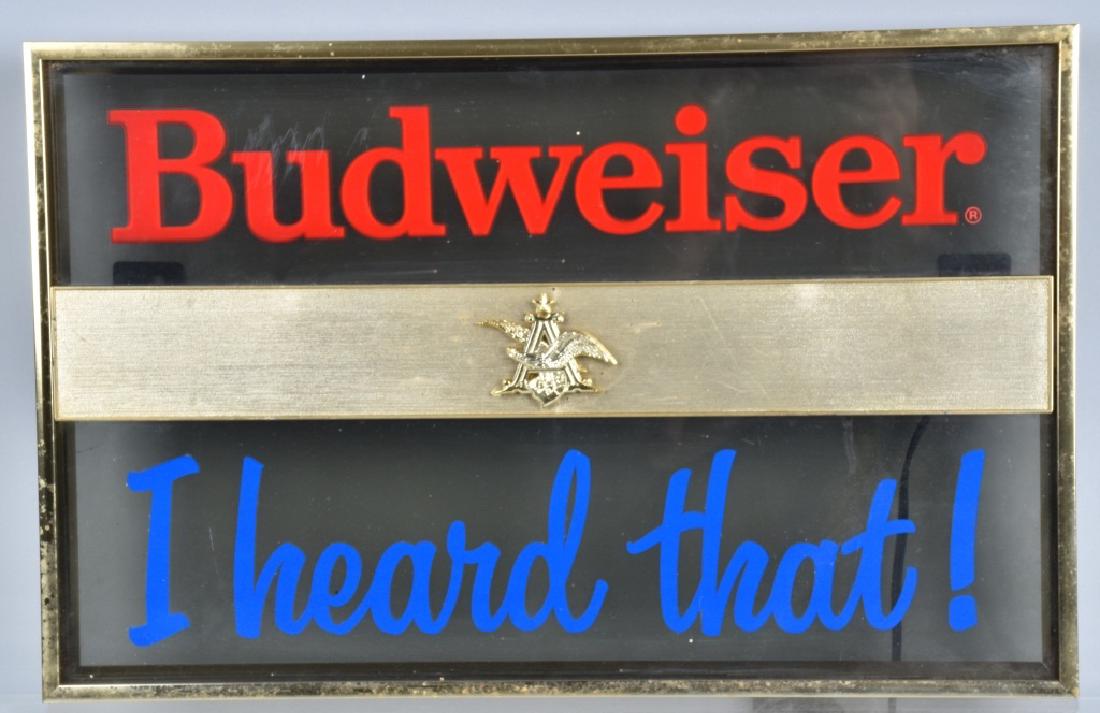 Budweiser®
A
I heard that!